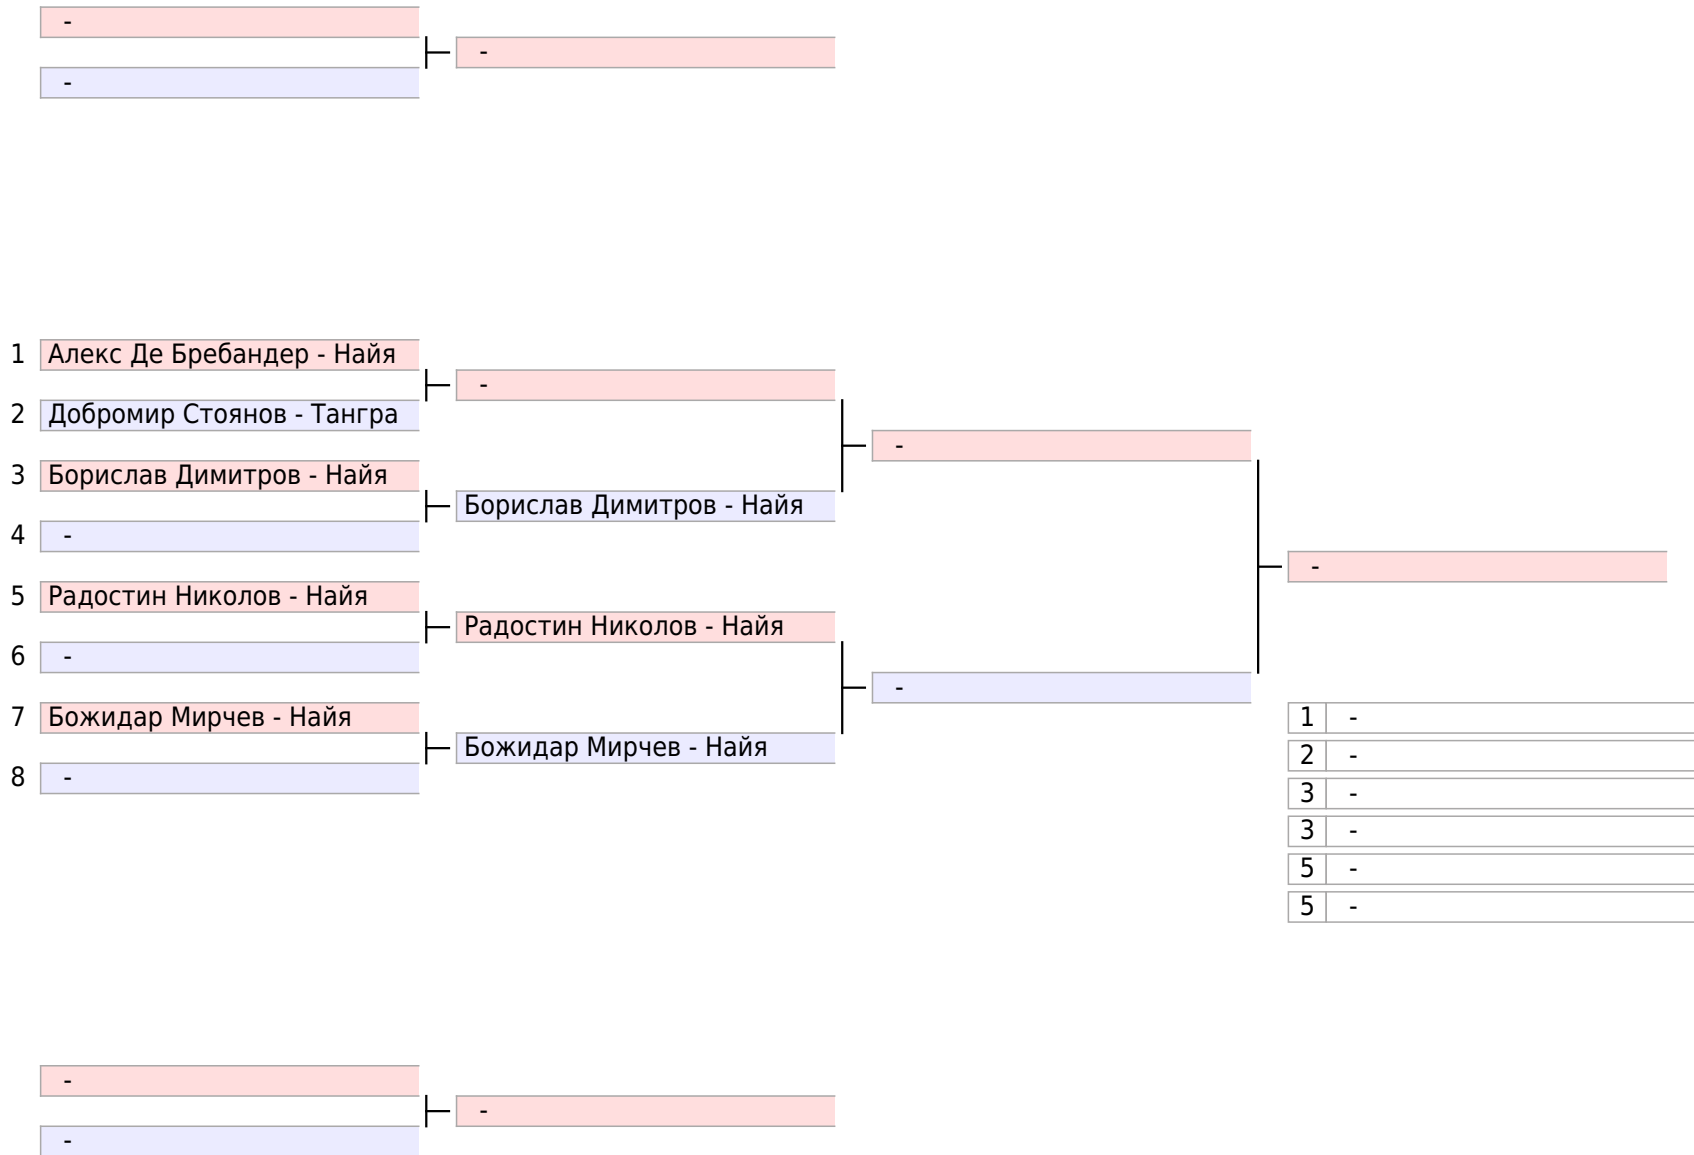 -
-
-
1 Алекс Де Бребандер - Найя
-
2 Добромир Стоянов - Тангра
-
3 Борислав Димитров - Найя
Борислав Димитров - Найя
4 -
-
5 Радостин Николов - Найя
Радостин Николов - Найя
6 -
-
7 Божидар Мирчев - Найя
1 -
Божидар Мирчев - Найя
2 -
8 -
3 -
3 -
5 -
5 -
-
-
-